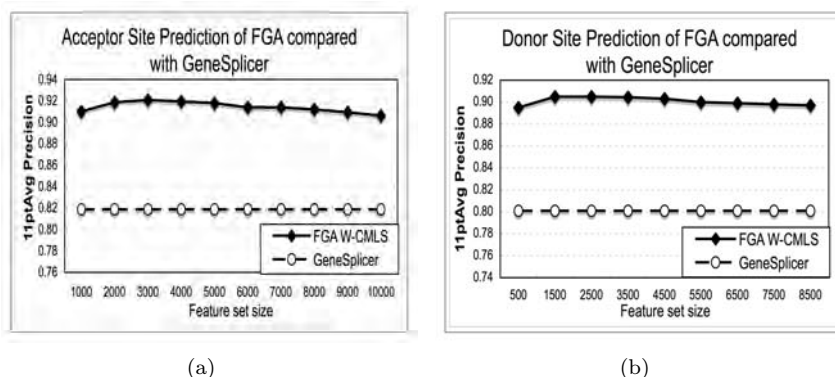 Acceptor Site Prediction of FGA compared
with GeneSplicer
0.94
0.92
0.90
0.88
0.86
0.84
0.82
0.80
0.78
0.76
11ptAvg Precision
FGA W-CMLS
GeneSplicer
1000 2000 3000 4000 5000 6000 7000 8000 9000 10000
Feature set size
(a)
Donor Site Prediction of FGA compared
with GeneSplicer
0.92
0.90
0.88
0.86
0.84
0.82
0.80
0.78
0.76
0.74
11ptAvg Precision
FGA W-CMLS
GeneSplicer
500 1500 2500 3500 4500 5500 6500 7500 8500
Feature set size
(b)